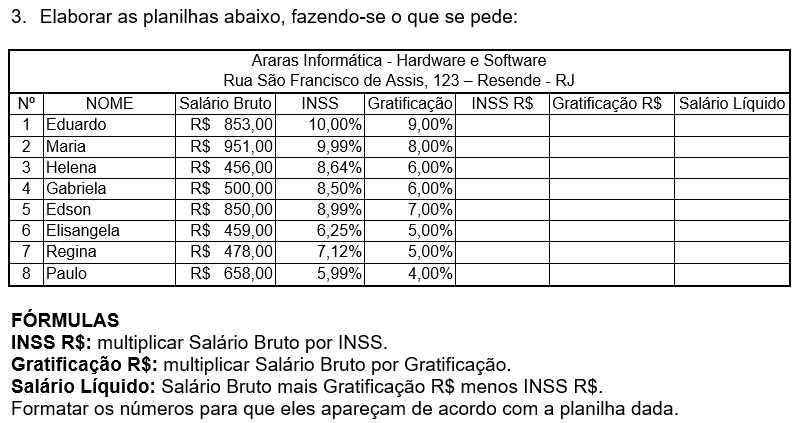 3. Elaborar as planilhas abaixo, fazendo-se o que se pede:
Araras Informática - Hardware e Software
Rua São Francisco de Assis, 123 – Resende - RJ
Nº NOME Salário Bruto INSS Gratificação INSS R$ Gratificação R$ Salário Líquido
1 Eduardo R$ 853,00 10,00% 9,00%
2 Maria R$ 951,00 9,99% 8,00%
3 Helena R$ 456,00 8,64% 6,00%
4 Gabriela R$ 500,00 8,50% 6,00%
5 Edson R$ 850,00 8,99% 7,00%
6 Elisangela R$ 459,00 6,25% 5,00%
7 Regina R$ 478,00 7,12% 5,00%
8 Paulo R$ 658,00 5,99% 4,00%
FÓRMULAS
INSS R$: multiplicar Salário Bruto por INSS.
Gratificação R$: multiplicar Salário Bruto por Gratificação.
Salário Líquido: Salário Bruto mais Gratificação R$ menos INSS R$.
Formatar os números para que eles apareçam de acordo com a planilha dada.